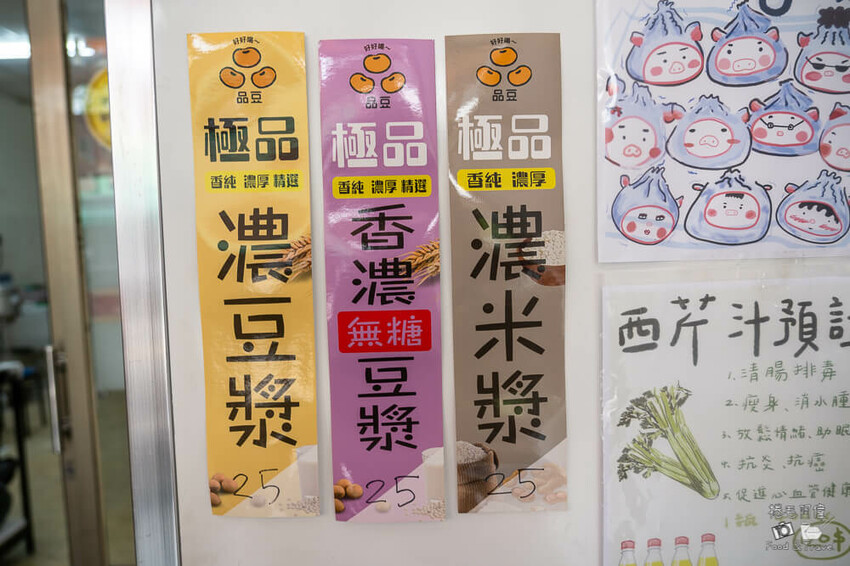 好好喝~
品豆
極品
香純 濃厚 精選
濃豆漿
25
好好喝~
品豆
極品
香純 濃厚 精選
香濃
無糖
豆漿
25
好好喝~
品豆
極品
香純 濃厚
濃米漿
25
西芹汁預
1. 清腸排毒
2. 瘦身、消水腫
3. 放鬆情緒、助眠
4. 抗炎、抗癌
5. 促進心血管健康
Food & Travel